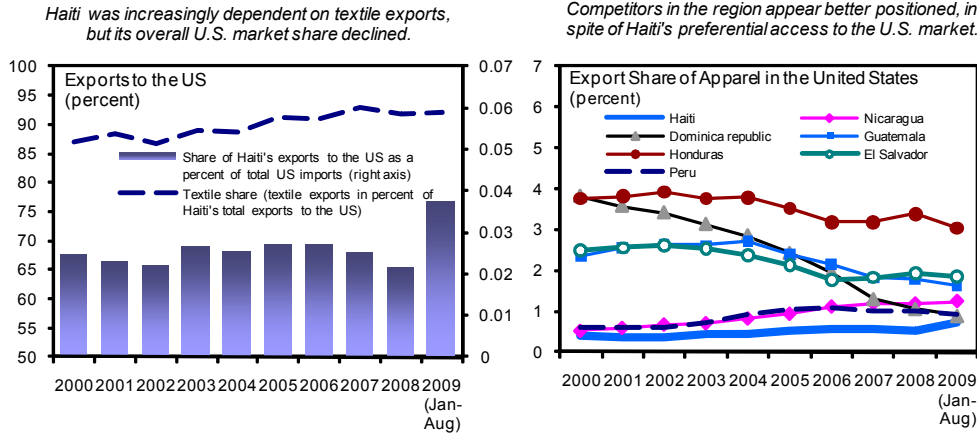 Haiti was increasingly dependent on textile exports,
but its overall U.S. market share declined.
100
95
90
85
80
75
70
65
60
55
50
Exports to the US
(percent)
Share of Haiti's exports to the US as a
percent of total US imports (right axis)
Textile share (textile exports in percent of
Haiti's total exports to the US)
0.07
0.06
0.05
0.04
0.03
0.02
0.01
0
2000 2001 2002 2003 2004 2005 2006 2007 2008 2009
(Jan-
Aug)
Competitors in the region appear better positioned, in
spite of Haiti's preferential access to the U.S. market.
7
6
5
4
3
2
1
0
Export Share of Apparel in the United States
(percent)
Haiti
Nicaragua
Dominica republic
Guatemala
Honduras
El Salvador
Peru
2000 2001 2002 2003 2004 2005 2006 2007 2008 2009
(Jan-
Aug)